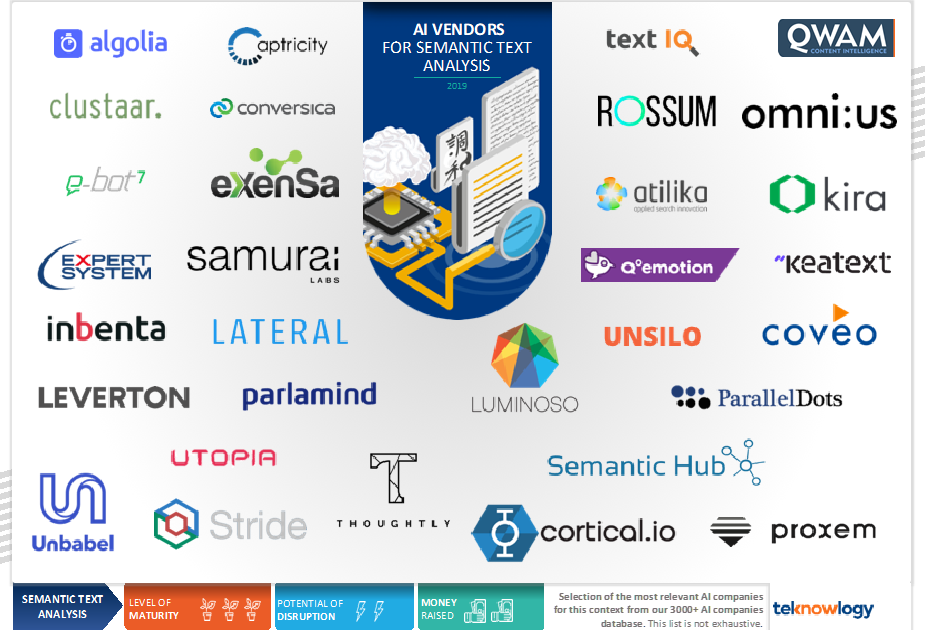 algolia
Captricity
AI VENDORS
FOR SEMANTIC TEXT
ANALYSIS
2019
text IQ
QWAM
CONTENT INTELLIGENCE
clustaar.
conversica
ROSSUM
omni:us
調和
e-bot7
eXenSa
atilika
applied search innovation
kira
EXPERT
SYSTEM
samurai
LABS
Q°emotion
"Keatext
inbenta
LATERAL
LUMINOSO
UNSILO
coveo
LEVERTON
parlamind
ParallelDots
UTOPIA
Unbabel
Stride
THOUGHTLY
Semantic Hub
cortical.io
proxem
SEMANTIC TEXT
ANALYSIS
LEVEL OF
MATURITY
POTENTIAL OF
DISRUPTION
MONEY
RAISED
Selection of the most relevant AI companies
for this context from our 3000+ AI companies
database. This list is not exhaustive.
teknowlogy